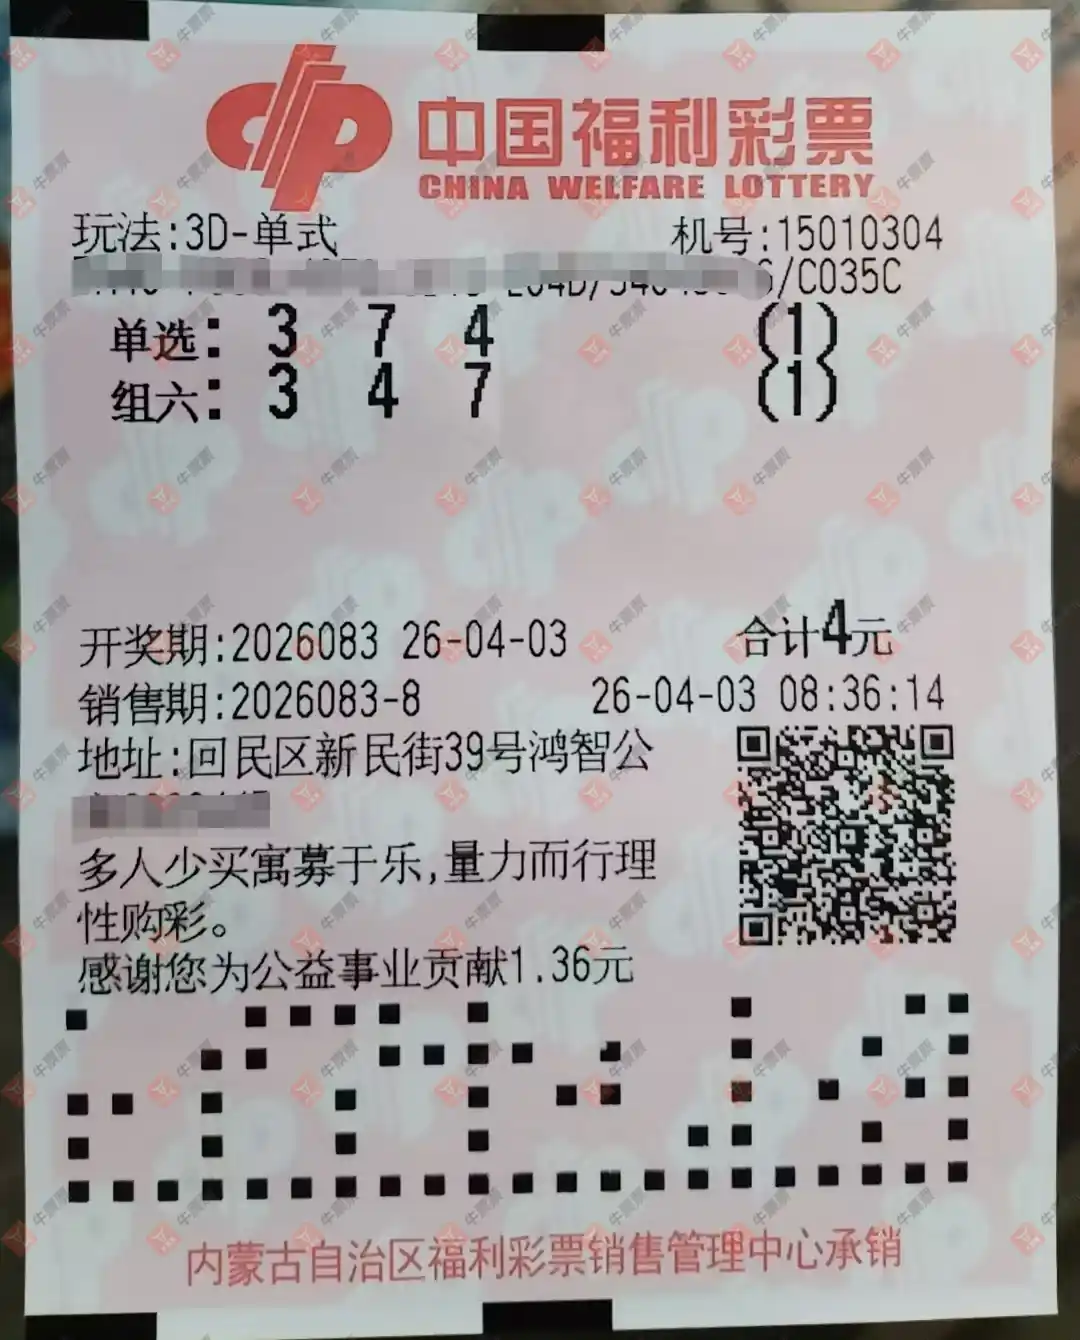 中国福利彩票
CHINA WELFARE LOTTERY
玩法:3D-单式 机号:15010304
/C035C
单选: 3 7 4 (1)
组六: 3 4 7 (1)
开奖期:2026083 26-04-03 合计4元
销售期:2026083-8 26-04-03 08:36:14
地址:回民区新民街39号鸿智公
多人少买寓募于乐,量力而行理
性购彩。
感谢您为公益事业贡献1.36元
内蒙古自治区福利彩票销售管理中心承销
牛票票